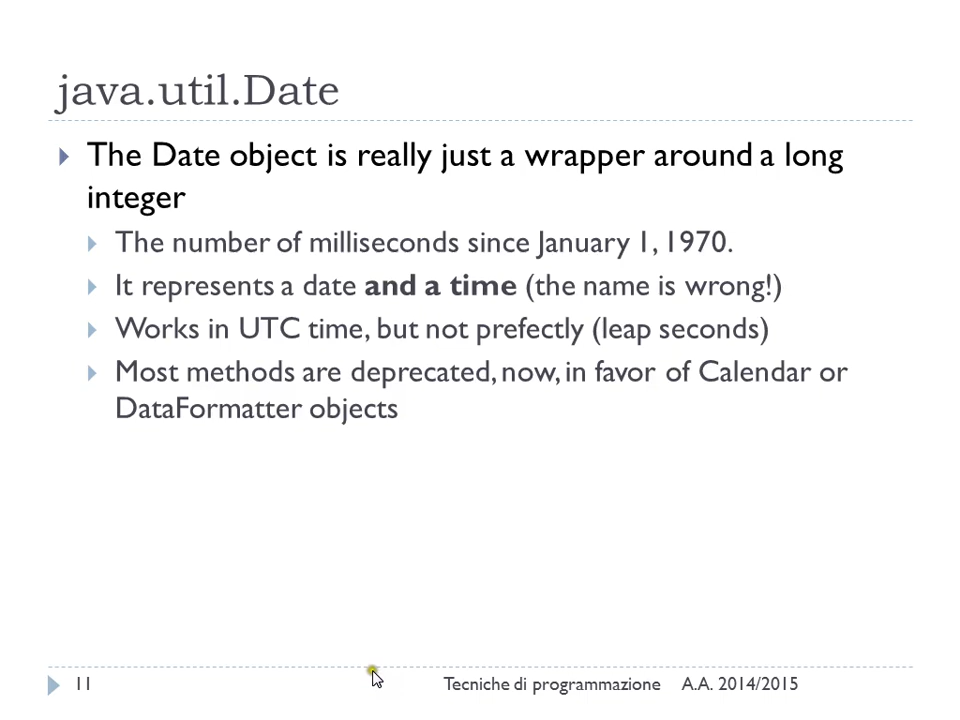 java.util.Date
The Date object is really just a wrapper around a long
integer
The number of milliseconds since January 1, 1970.
It represents a date and a time (the name is wrong!)
Works in UTC time, but not prefectly (leap seconds)
Most methods are deprecated, now, in favor of Calendar or
DataFormatter objects
11 Tecniche di programmazione A.A. 2014/2015